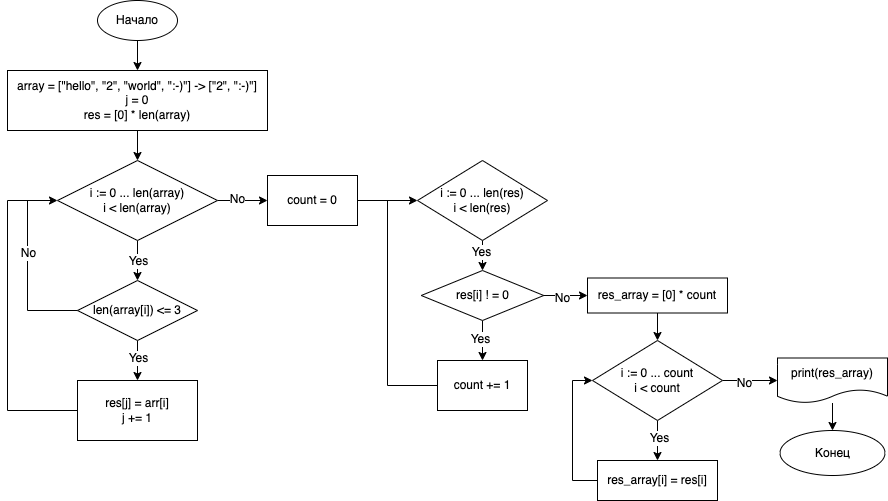 Начало
array = ["hello", "2", "world", ":-)"] -> ["2", ":-)"]
j = 0
res = [0] * len(array)
i := 0 ... len(array)
i < len(array)
No
count = 0
i := 0 ... len(res)
i < len(res)
Yes
No
Yes
len(array[i]) <= 3
res[i] ! = 0
No
res_array = [0] * count
Yes
Yes
res[j] = arr[i]
j += 1
count += 1
i := 0 ... count
i < count
No
print(res_array)
Yes
Конец
res_array[i] = res[i]